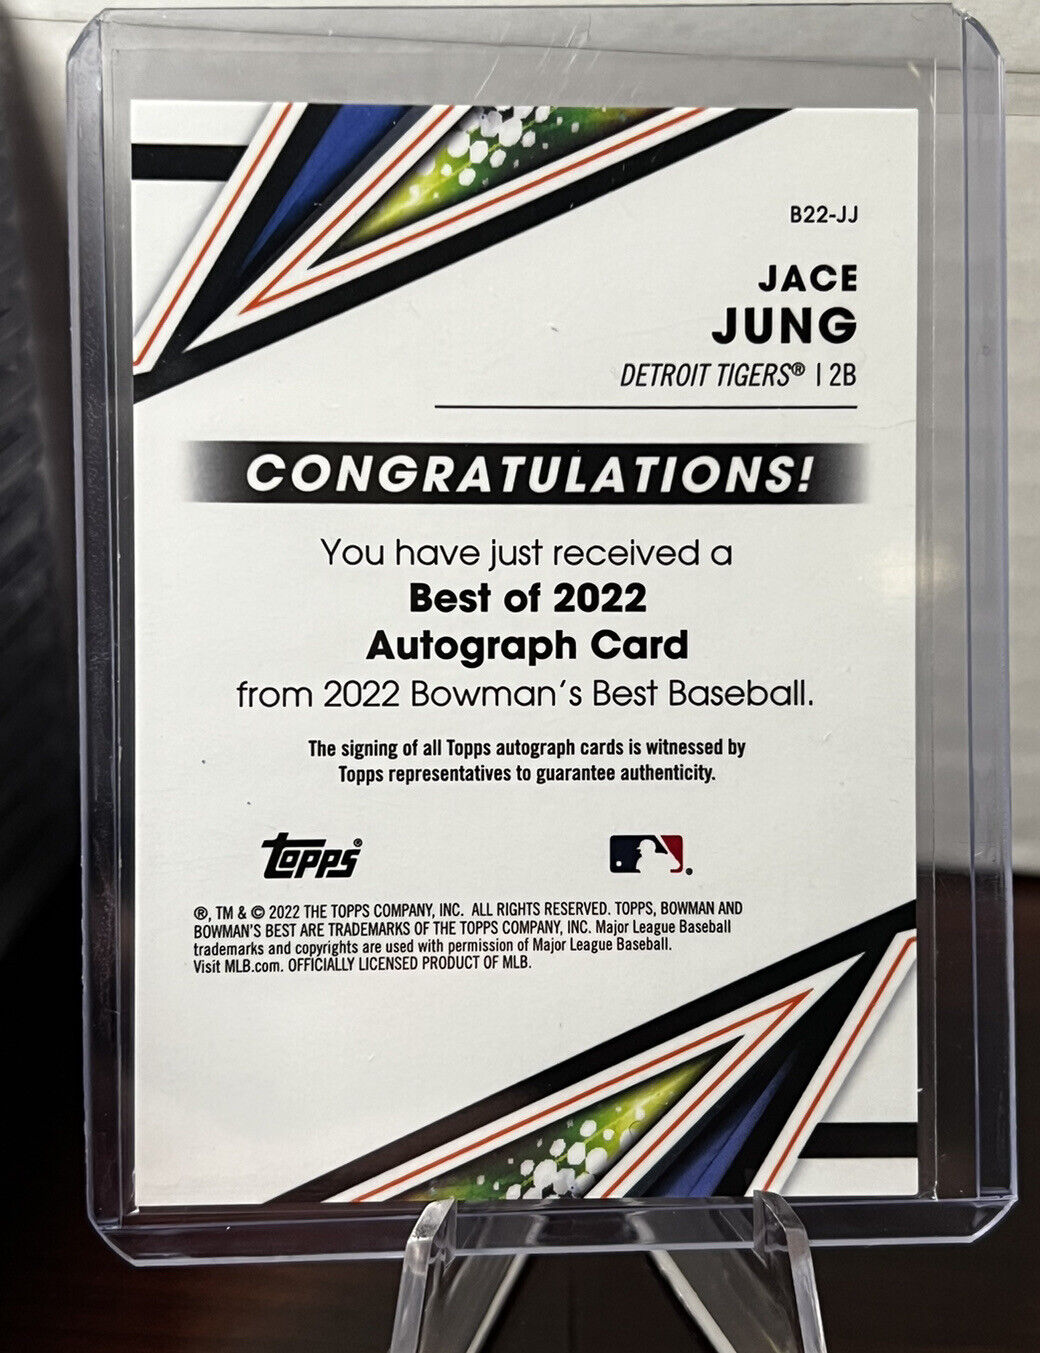 B22-JJ
JACE
JUNG
DETROIT TIGERS® | 2B
CONGRATULATIONS!
You have just received a
Best of 2022
Autograph Card
from 2022 Bowman's Best Baseball.
The signing of all Topps autograph cards is witnessed by
Topps representatives to guarantee authenticity.
Topps®
®, TM & © 2022 THE TOPPS COMPANY, INC. ALL RIGHTS RESERVED. TOPPS, BOWMAN AND
BOWMAN'S BEST ARE TRADEMARKS OF THE TOPPS COMPANY, INC. Major League Baseball
trademarks and copyrights are used with permission of Major League Baseball.
Visit MLB.com. OFFICIALLY LICENSED PRODUCT OF MLB.